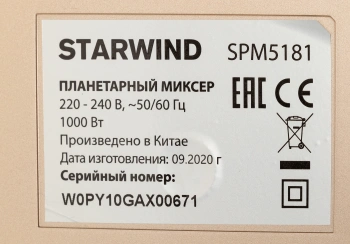 STARWIND SPM5181
ПЛАНЕТАРНЫЙ МИКСЕР
220 - 240 В, ~50/60 Гц
1000 Вт
Произведено в Китае
Дата изготовления: 09.2020 г
Серийный номер:
W0PY10GAX00671
EAC CE